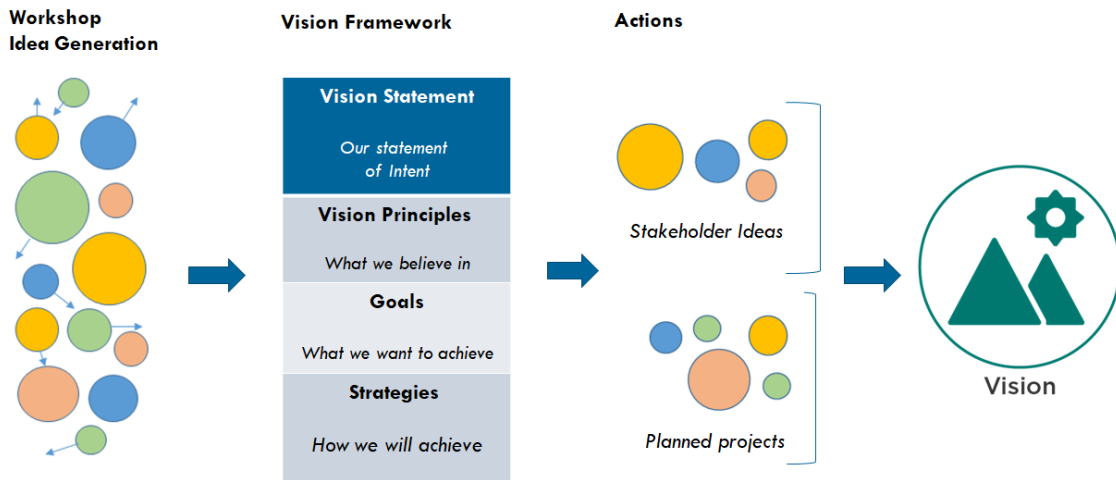 Workshop
Idea Generation
Vision Framework
Actions
Vision Statement
Our statement
of Intent
Vision Principles
What we believe in
Goals
What we want to achieve
Strategies
How we will achieve
Stakeholder Ideas
Planned projects
Vision